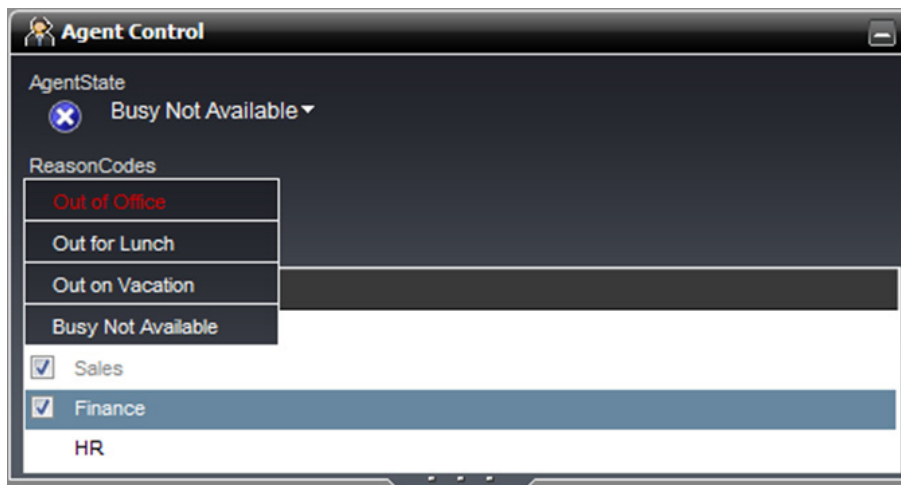 Agent Control
AgentState
Busy Not Available
ReasonCodes
Out of Office
Out for Lunch
Out on Vacation
Busy Not Available
Sales
Finance
HR